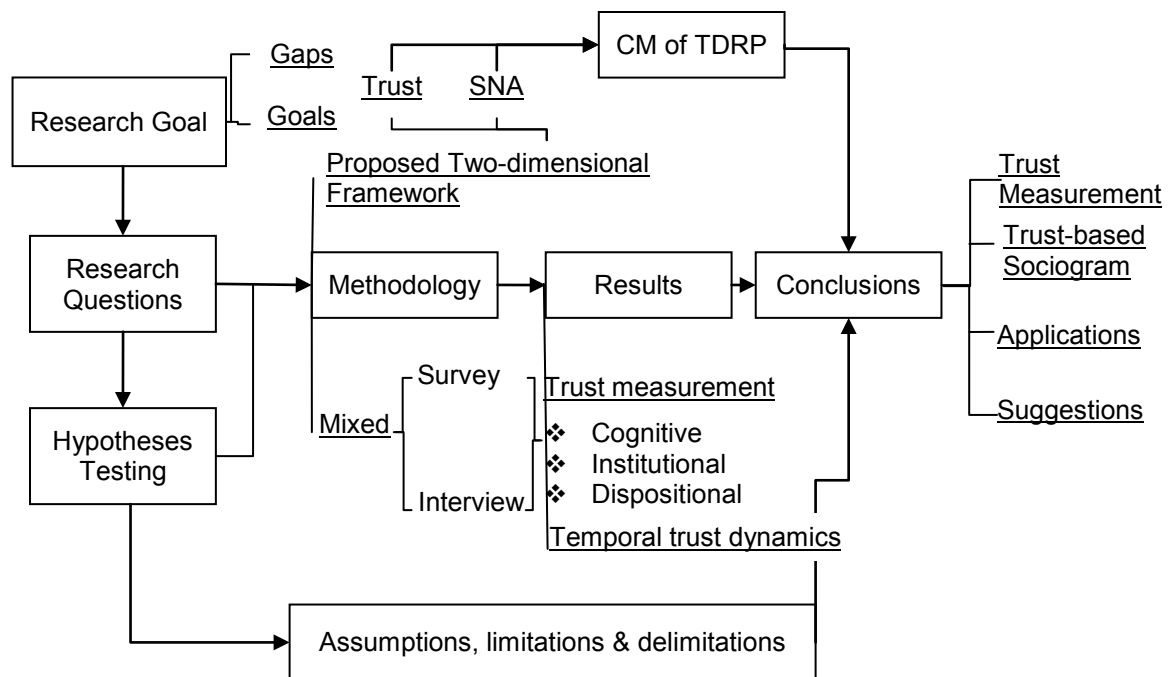 Gaps
Goals
Research Goal
Trust
SNA
CM of TDRP
Proposed Two-dimensional
Framework
Research
Questions
Methodology
Results
Conclusions
Trust
Measurement
Trust-based
Sociogram
Applications
Suggestions
Hypotheses
Testing
Mixed
Survey
Interview
Trust measurement
❖ Cognitive
❖ Institutional
❖ Dispositional
Temporal trust dynamics
Assumptions, limitations & delimitations